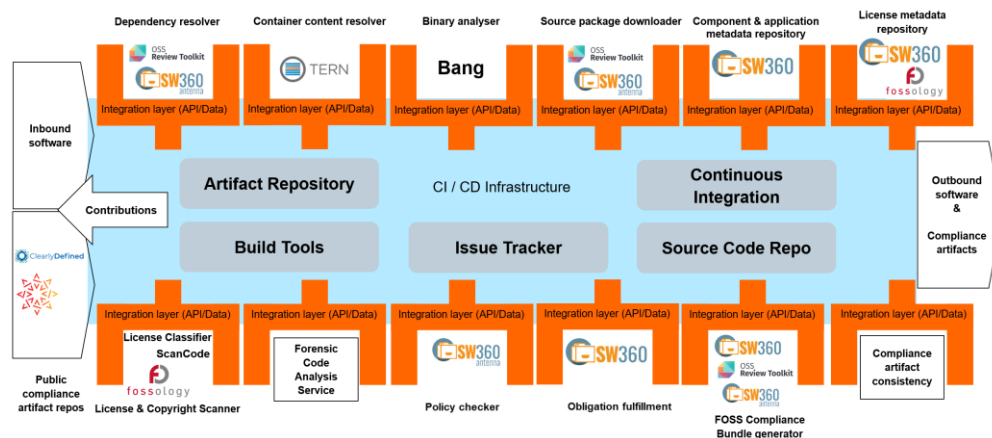 Dependency resolver
Container content resolver
Binary analyser
Source package downloader
Component & application
metadata repository
License metadata
repository
OSS
Review Toolkit
SW360
antenna
TERN
Bang
OSS
Review Toolkit
SW360
antenna
SW360
SW360
fossology
Integration layer (API/Data)
Integration layer (API/Data)
Integration layer (API/Data)
Integration layer (API/Data)
Integration layer (API/Data)
Integration layer (API/Data)
Inbound
software
Contributions
Artifact Repository
CI / CD Infrastructure
Continuous
Integration
Build Tools
Issue Tracker
Source Code Repo
Outbound
software
&
Compliance
artifacts
ClearlyDefined
Public
compliance
artifact repos
Integration layer (API/Data)
Integration layer (API/Data)
Integration layer (API/Data)
Integration layer (API/Data)
Integration layer (API/Data)
Integration layer (API/Data)
License Classifier
ScanCode
fossology
License & Copyright Scanner
Forensic
Code
Analysis
Service
SW360
antenna
Policy checker
SW360
Obligation fulfillment
SW360
OSS
Review Toolkit
SW360
antenna
FOSS Compliance
Bundle generator
Compliance
artifact
consistency